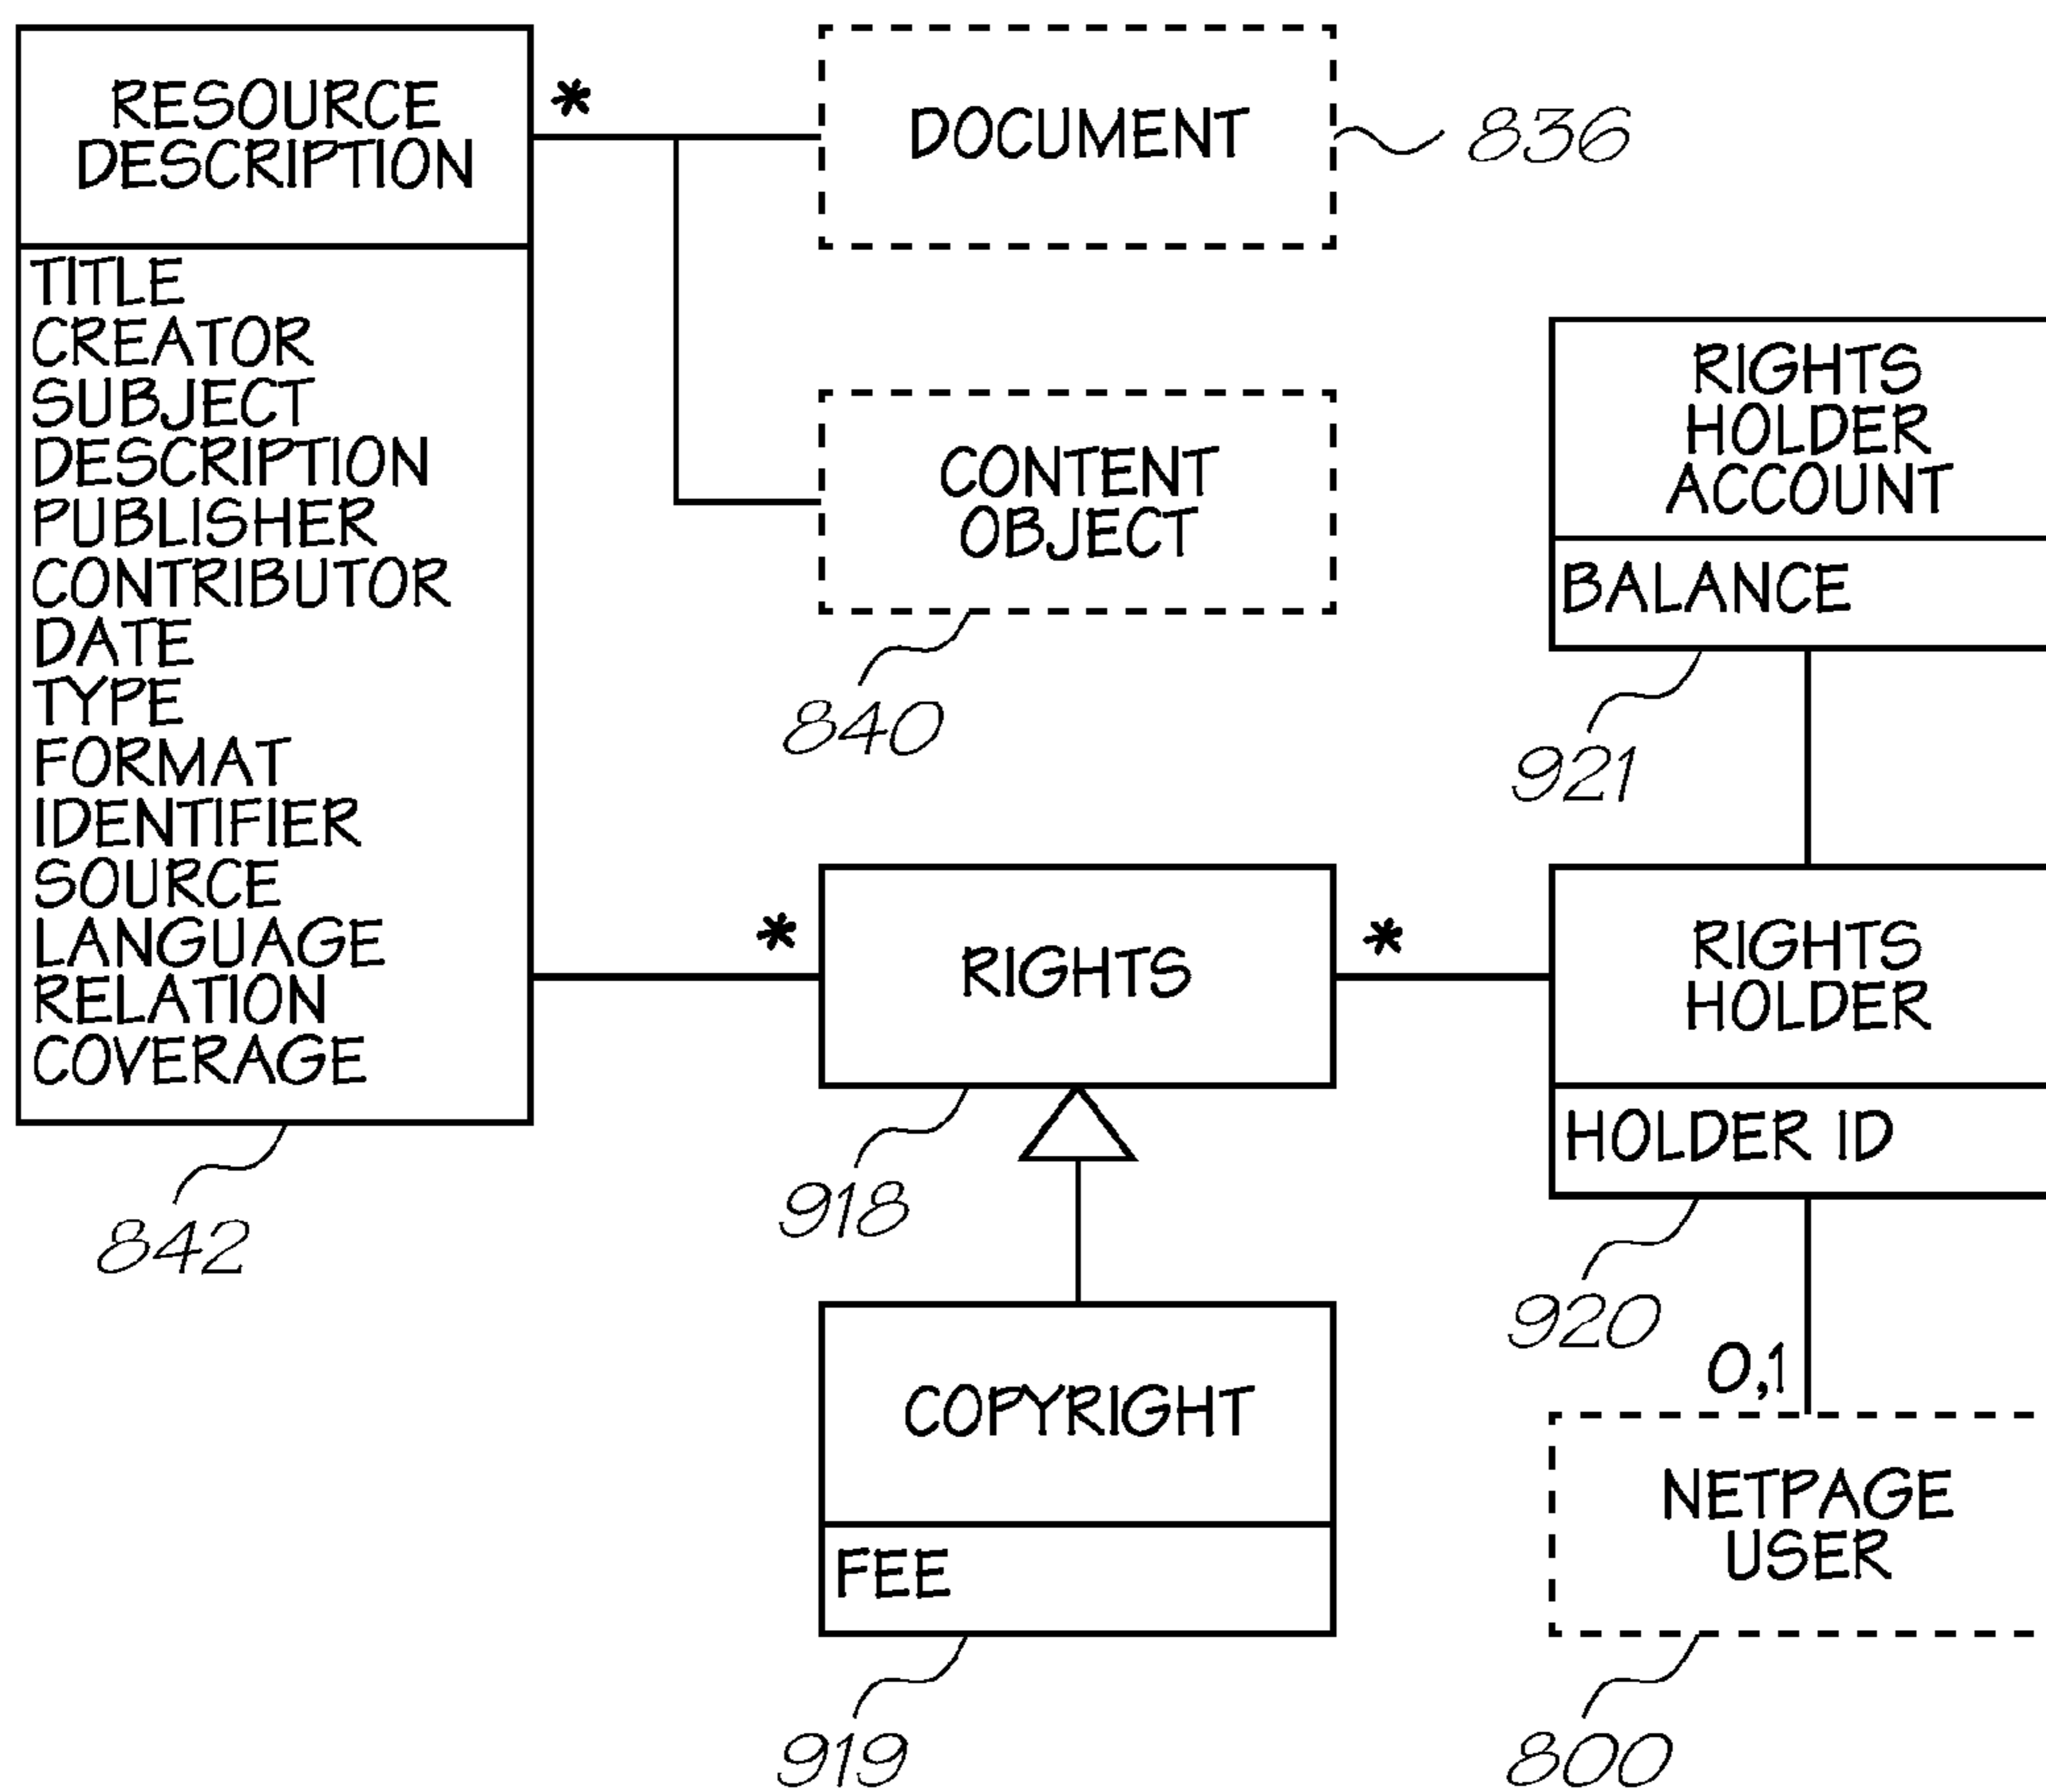 RESOURCE
DESCRIPTION
TITLE
CREATOR
SUBJECT
DESCRIPTION
PUBLISHER
CONTRIBUTOR
DATE
TYPE
FORMAT
IDENTIFIER
SOURCE
LANGUAGE
RELATION
COVERAGE
842
*
DOCUMENT
836
CONTENT
OBJECT
840
RIGHTS
HOLDER
ACCOUNT
BALANCE
921
*
RIGHTS
918
*
RIGHTS
HOLDER
HOLDER ID
920
0,1
COPYRIGHT
FEE
919
NETPAGE
USER
800